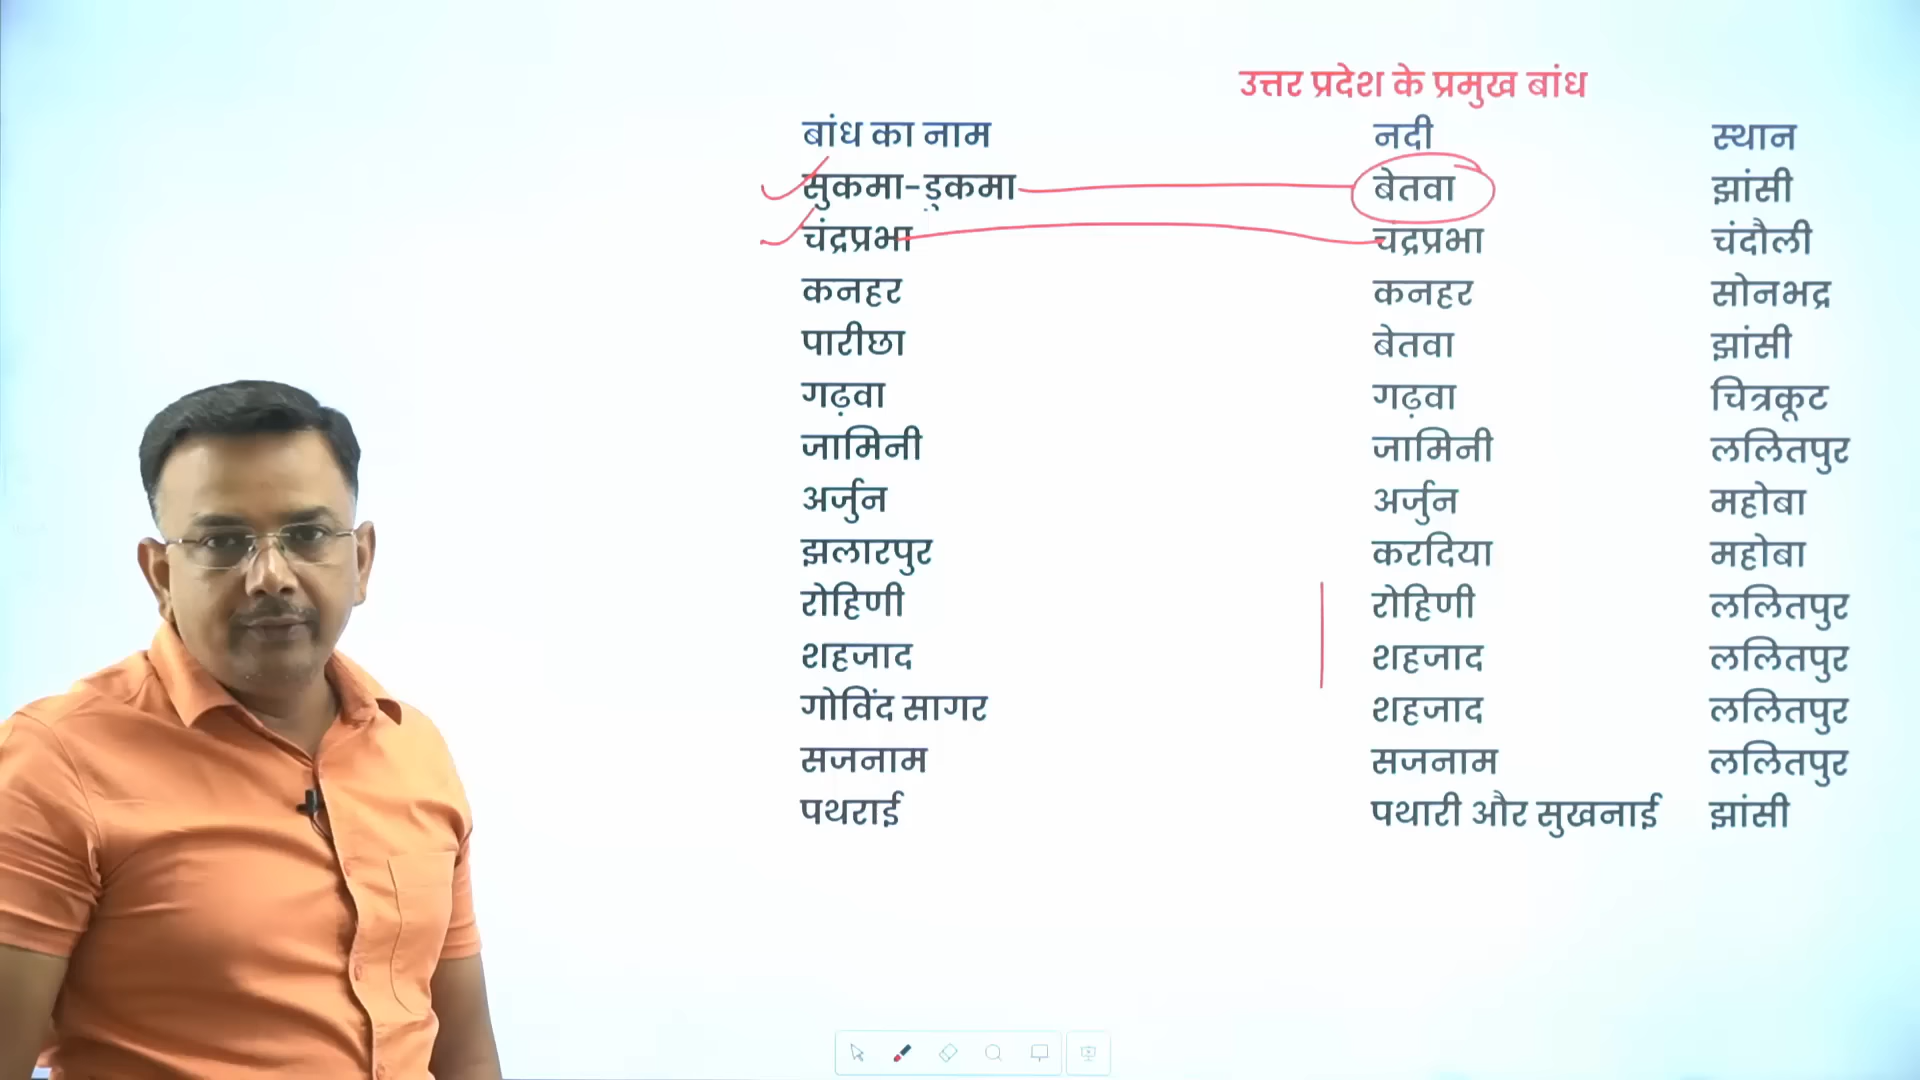 उत्तर प्रदेश के प्रमुख बांध
बांध का नाम नदी स्थान
सुकमा-डुकमा बेतवा झांसी
चंद्रप्रभा चंद्रप्रभा चंदौली
कनहर कनहर सोनभद्र
पारीछा बेतवा झांसी
गढ़वा गढ़वा चित्रकूट
जामिनी जामिनी ललितपुर
अर्जुन अर्जुन महोबा
झलारपुर करदिया महोबा
रोहिणी रोहिणी ललितपुर
शहजाद शहजाद ललितपुर
गोविंद सागर शहजाद ललितपुर
सजनाम सजनाम ललितपुर
पथराई पथारी और सुखनाई झांसी